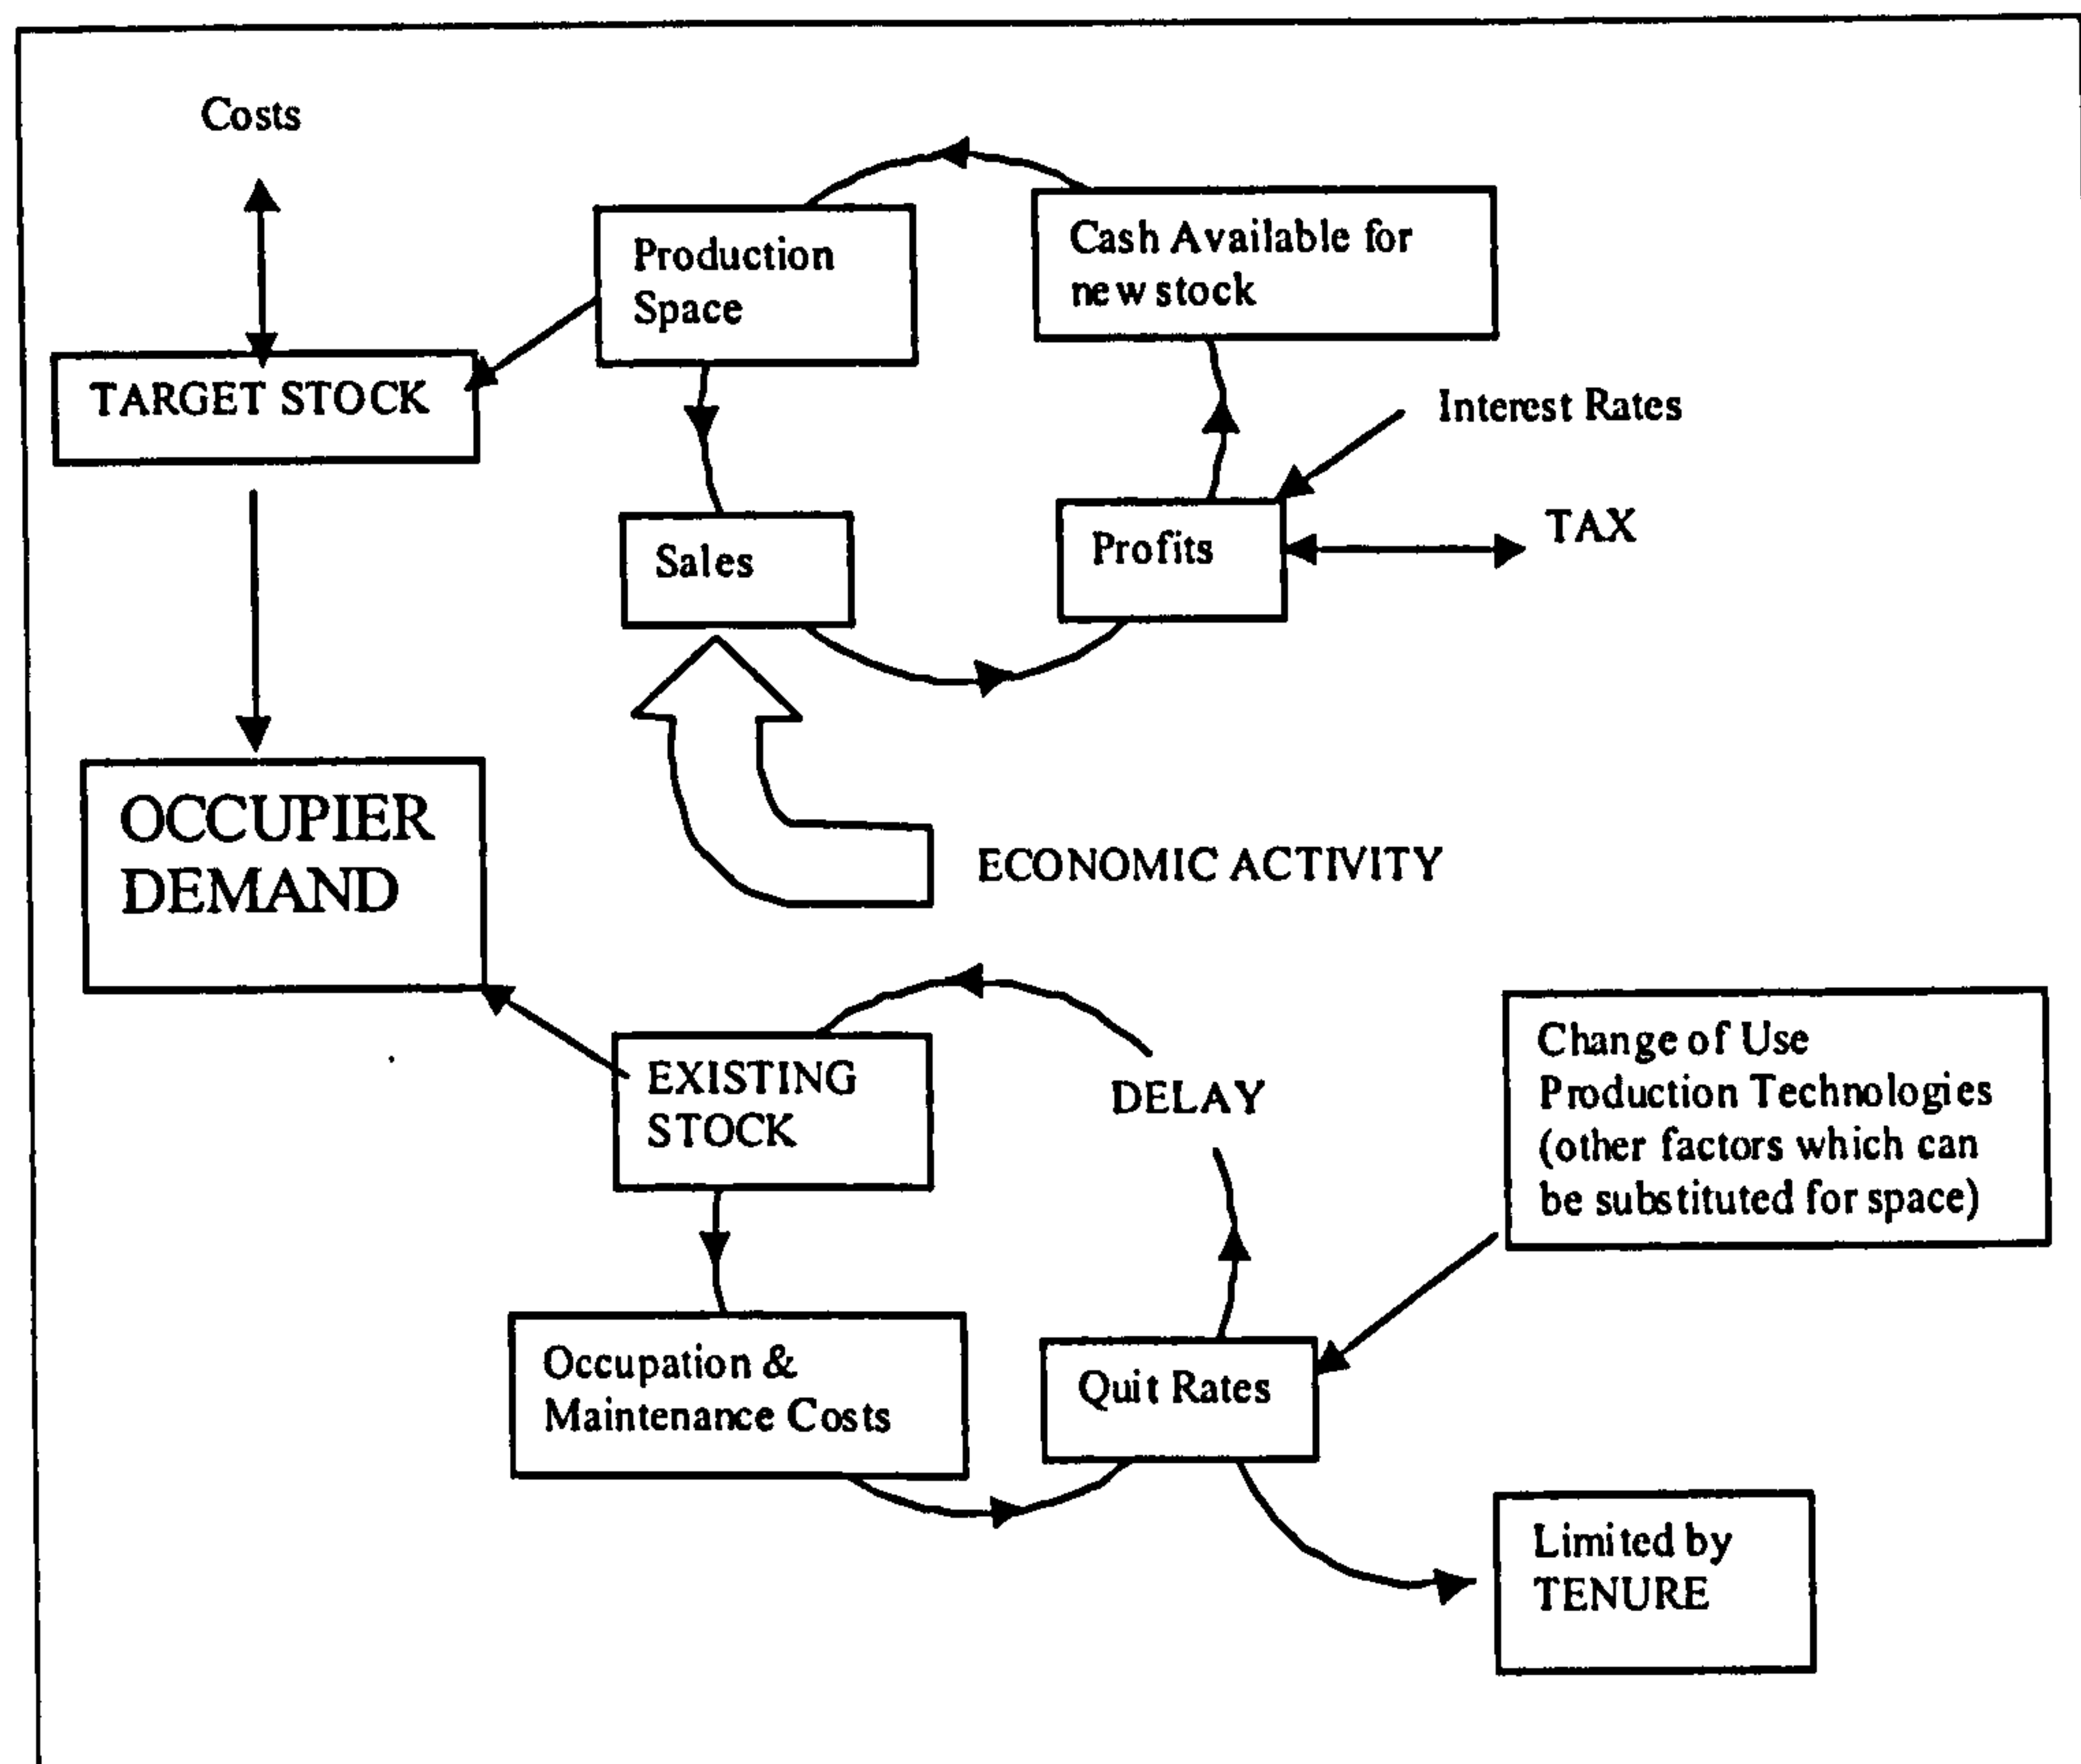 Costs
Production
Space
Cash Available for
new stock
TARGET STOCK
Interest Rates
Sales
Profits
TAX
OCCUPIER
DEMAND
ECONOMIC ACTIVITY
EXISTING
STOCK
DELAY
Change of Use
Production Technologies
(other factors which can
be substituted for space)
Occupation &
Maintenance Costs
Quit Rates
Limited by
TENURE